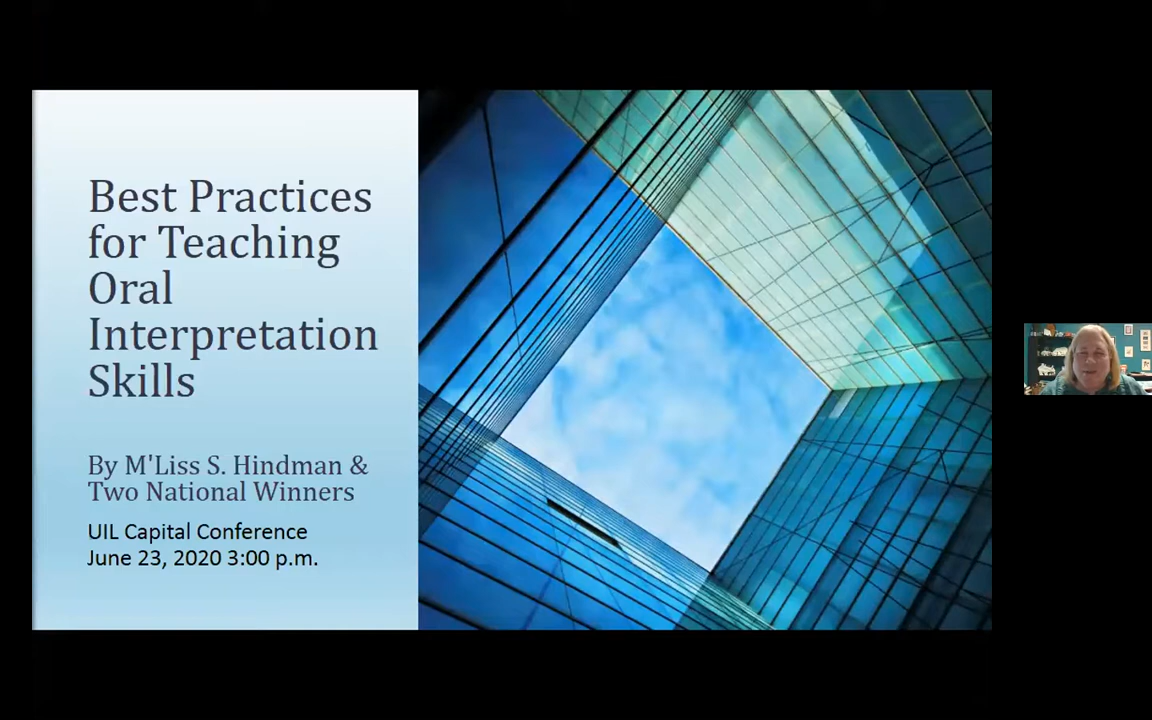 Best Practices
for Teaching
Oral
Interpretation
Skills
By M'Liss S. Hindman &
Two National Winners
UIL Capital Conference
June 23, 2020 3:00 p.m.